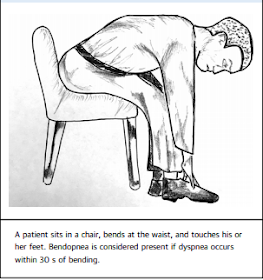 A patient sits in a chair, bends at the waist, and touches his or
her feet. Bendopnea is considered present if dyspnea occurs
within 30 s of bending.